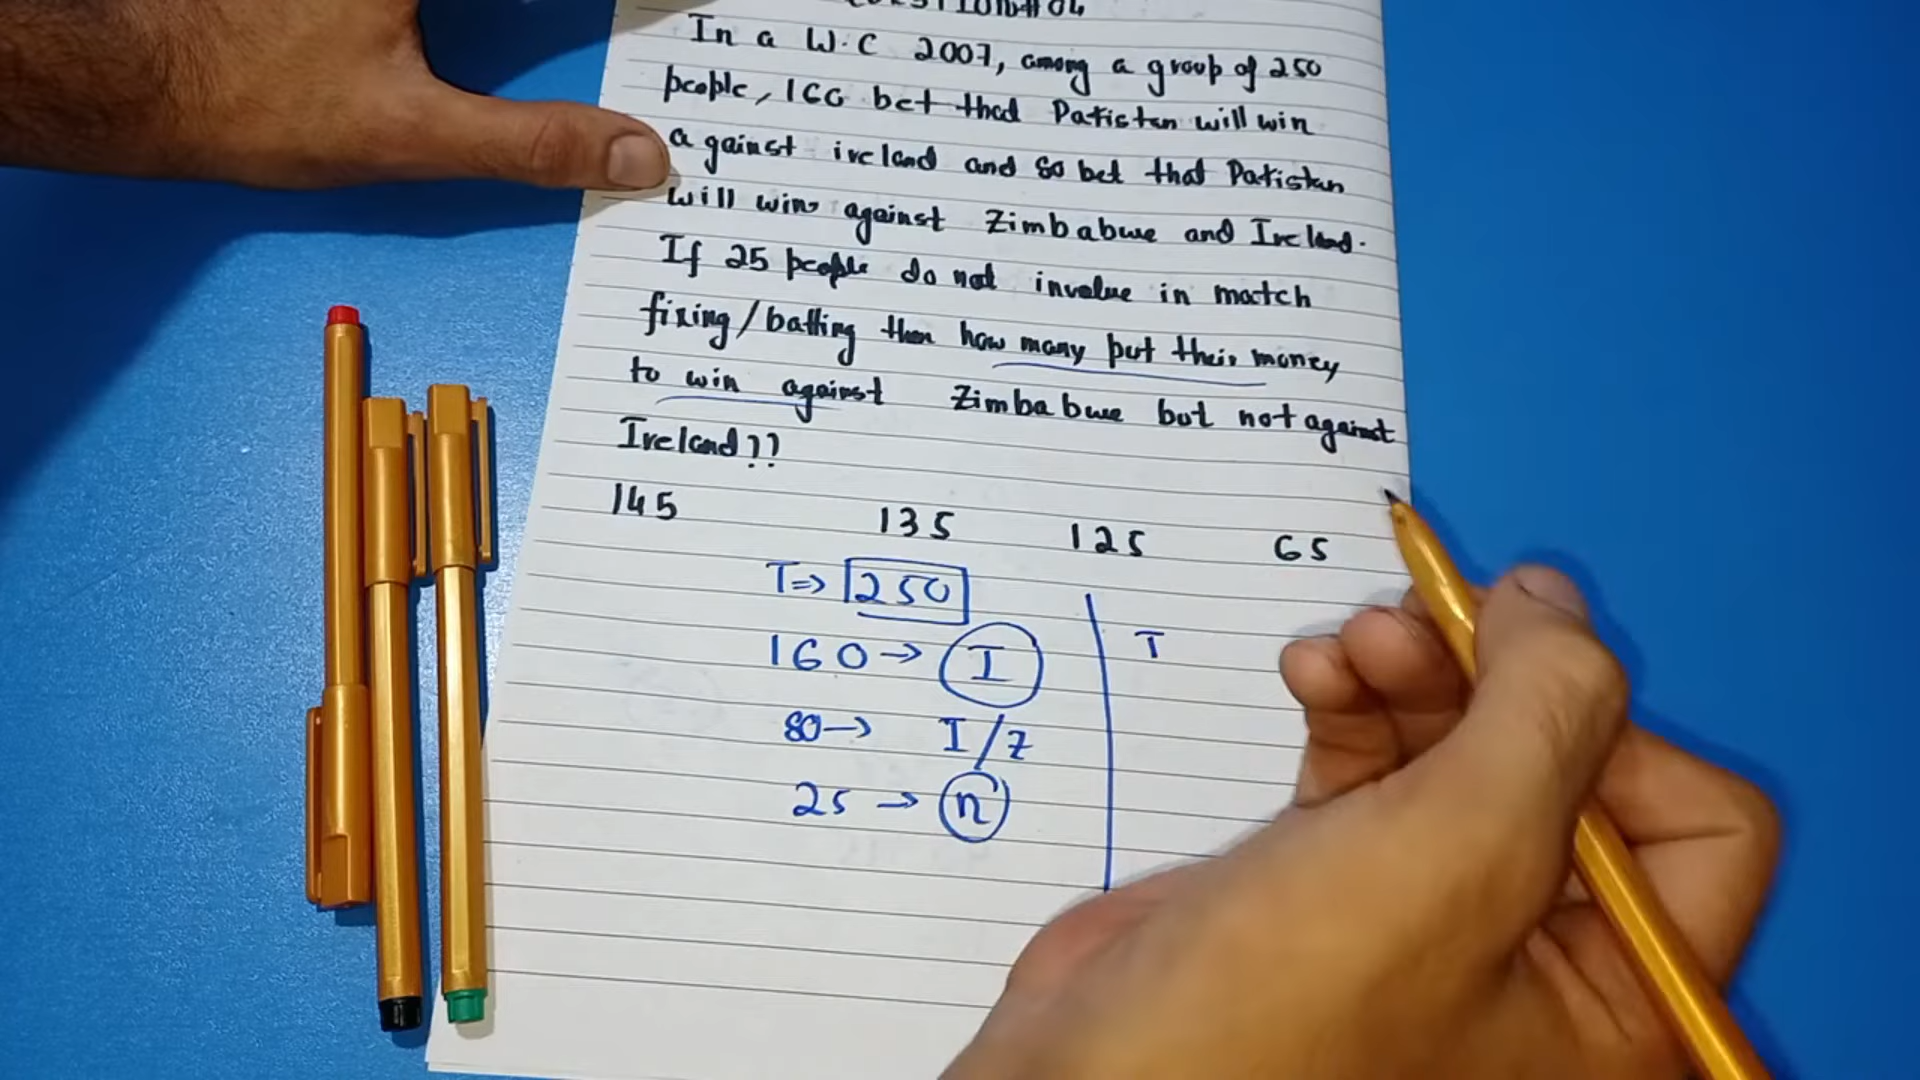 In a W.C 2007, among a group of 250
people, 160 bet that Pakistan will win
against ireland and 80 bet that Pakistan
will win against Zimbabwe and Ireland.
If 25 people do not involve in match
fixing/batting then how many put their money
to win against Zimbabwe but not against
Ireland??
145 135 125 65
T⇒ 250
160→ I
80→ I/Z
25 → n
T